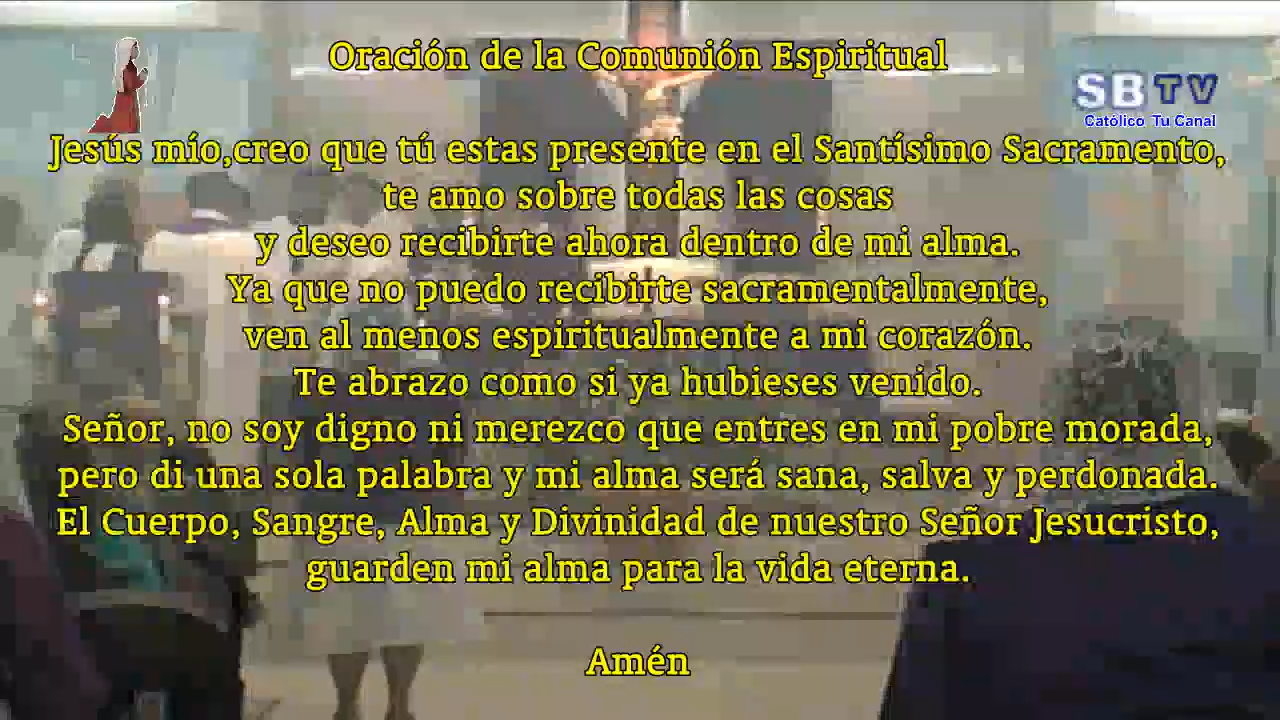 Oración de la Comunión Espiritual
SBTV
Católico Tu Canal
Jesús mío,creo que tú estas presente en el Santísimo Sacramento,
te amo sobre todas las cosas
y deseo recibirte ahora dentro de mi alma.
Ya que no puedo recibirte sacramentalmente,
ven al menos espiritualmente a mi corazón.
Te abrazo como si ya hubieses venido.
Señor, no soy digno ni merezco que entres en mi pobre morada,
pero di una sola palabra y mi alma será sana, salva y perdonada.
El Cuerpo, Sangre, Alma y Divinidad de nuestro Señor Jesucristo,
guarden mi alma para la vida eterna.
Amén